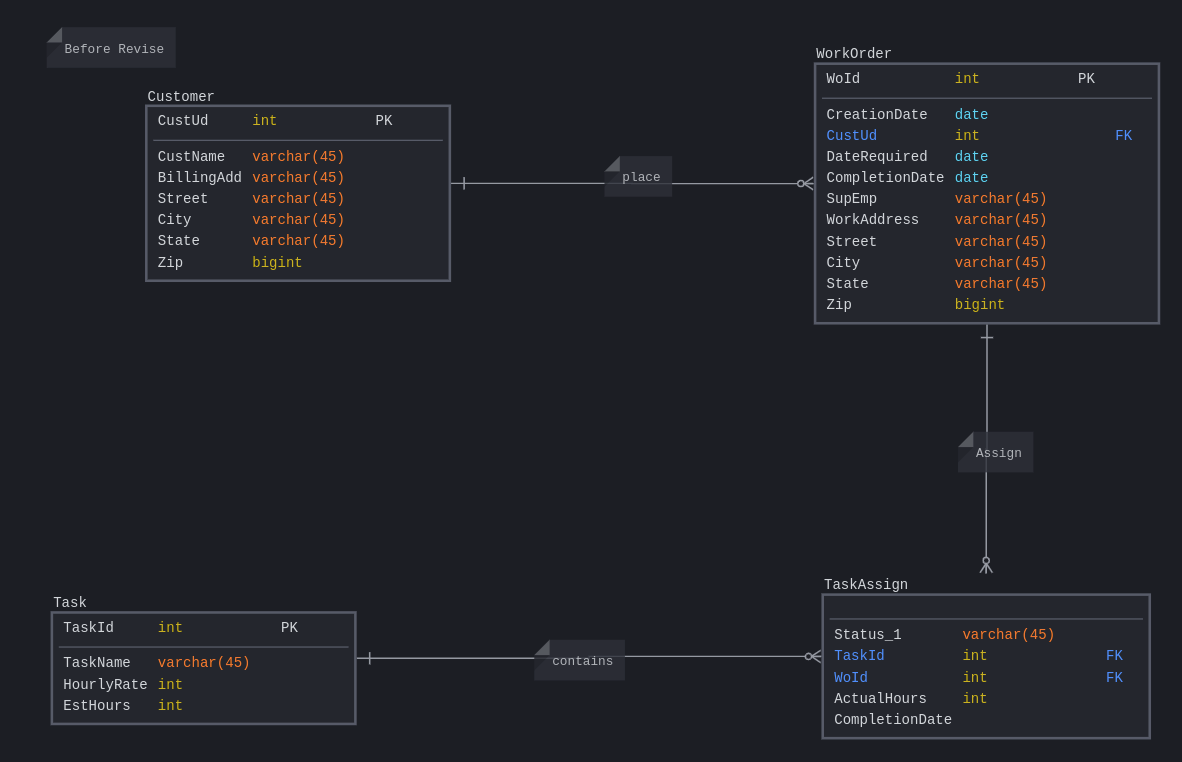 Before Revise
WorkOrder
WoId int PK
CreationDate date
CustUd int FK
DateRequired date
CompletionDate date
SupEmp varchar(45)
WorkAddress varchar(45)
Street varchar(45)
City varchar(45)
State varchar(45)
Zip bigint
Customer
CustUd int PK
CustName varchar(45)
BillingAdd varchar(45)
Street varchar(45)
City varchar(45)
State varchar(45)
Zip bigint
place
Assign
Task
TaskId int PK
TaskName varchar(45)
HourlyRate int
EstHours int
contains
TaskAssign
Status_1 varchar(45)
TaskId int FK
WoId int FK
ActualHours int
CompletionDate